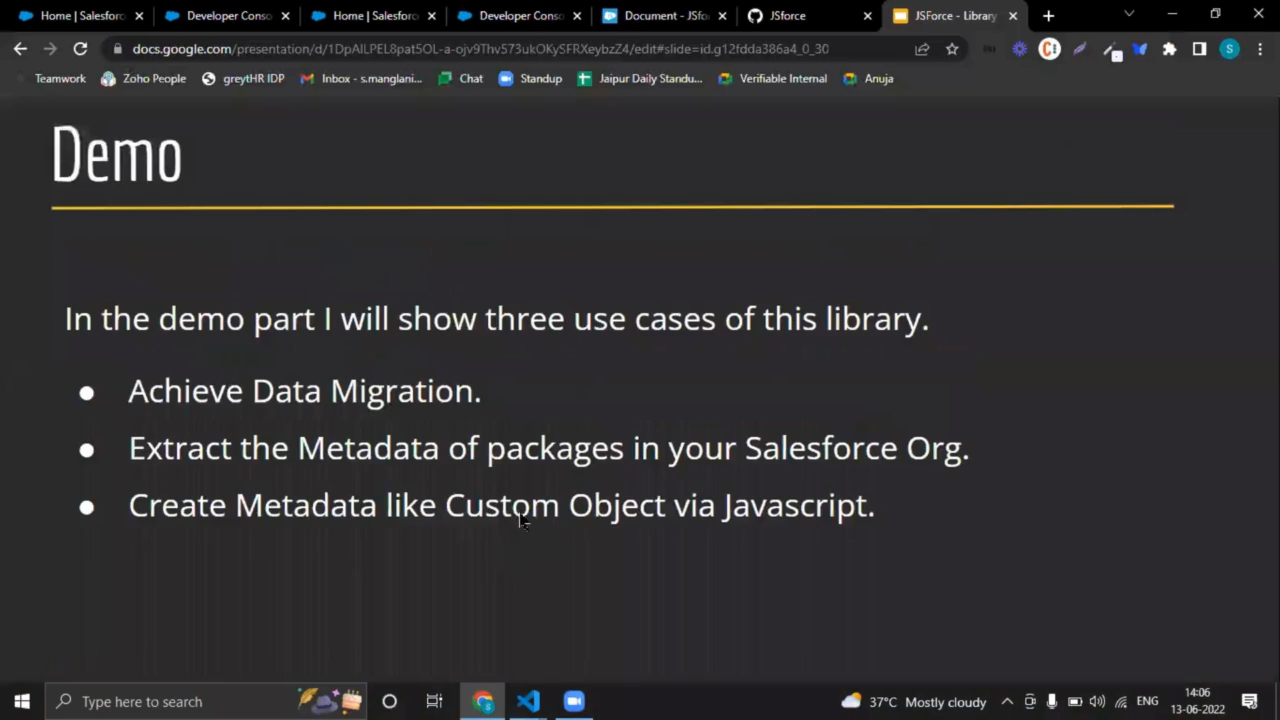 Home | Salesforc
Developer Conso
Home | Salesforc
Developer Conso
Document - JSfo
JSforce
JSForce - Library
docs.google.com/presentation/d/1DpAILPEL8pat5OL-a-ojv9Thv573ukOKySFRXeybzZ4/edit#slide=id.g12fdda386a4_0_30
S
Teamwork
Zoho People
greytHR IDP
Inbox - s.manglani...
Chat
Standup
Jaipur Daily Standu...
Verifiable Internal
Anuja
Demo
In the demo part I will show three use cases of this library.
● Achieve Data Migration.
● Extract the Metadata of packages in your Salesforce Org.
● Create Metadata like Custom Object via Javascript.
Type here to search
37°C Mostly cloudy
ENG
14:06
13-06-2022